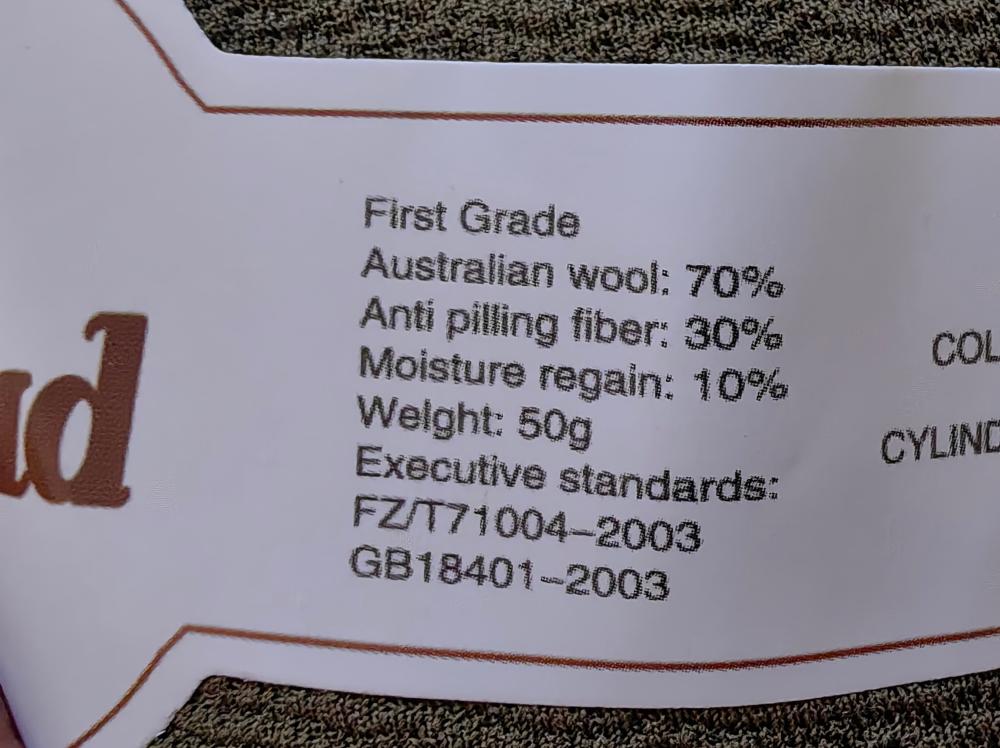 First Grade
Australian wool: 70%
Anti pilling fiber: 30%
Moisture regain: 10%
Welght: 50g
Executive standards:
FZ/T71004-2003
GB18401-2003